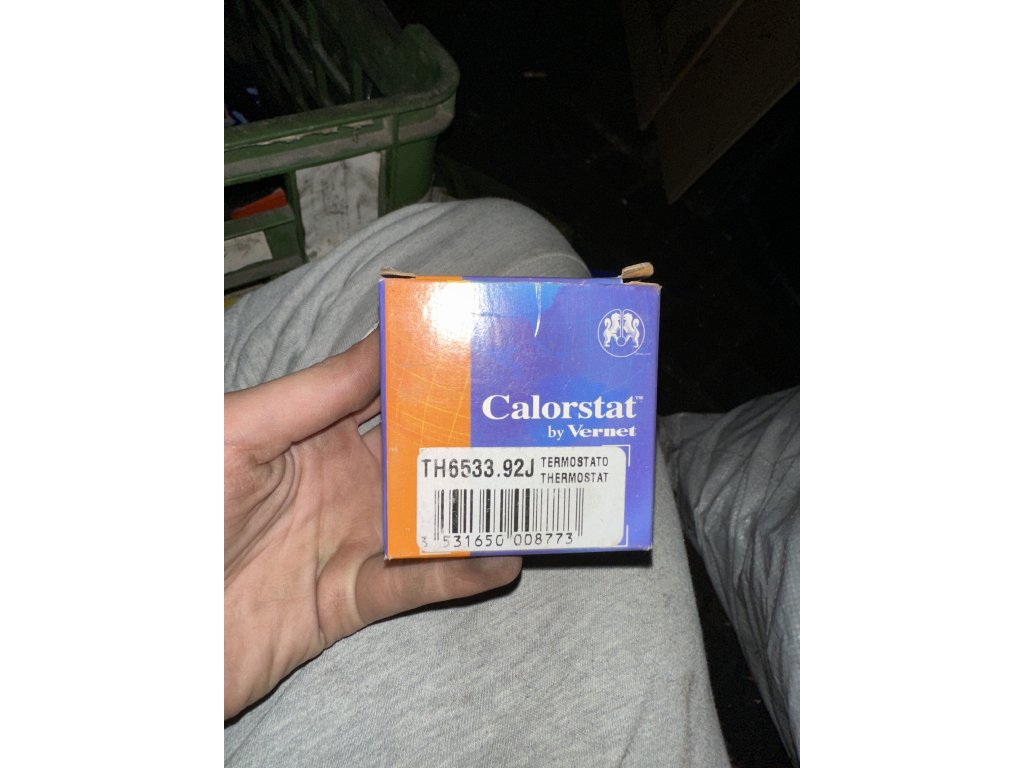 Calorstat™
by Vernet
TH6533.92J TERMOSTATO
THERMOSTAT
3 531650 008773